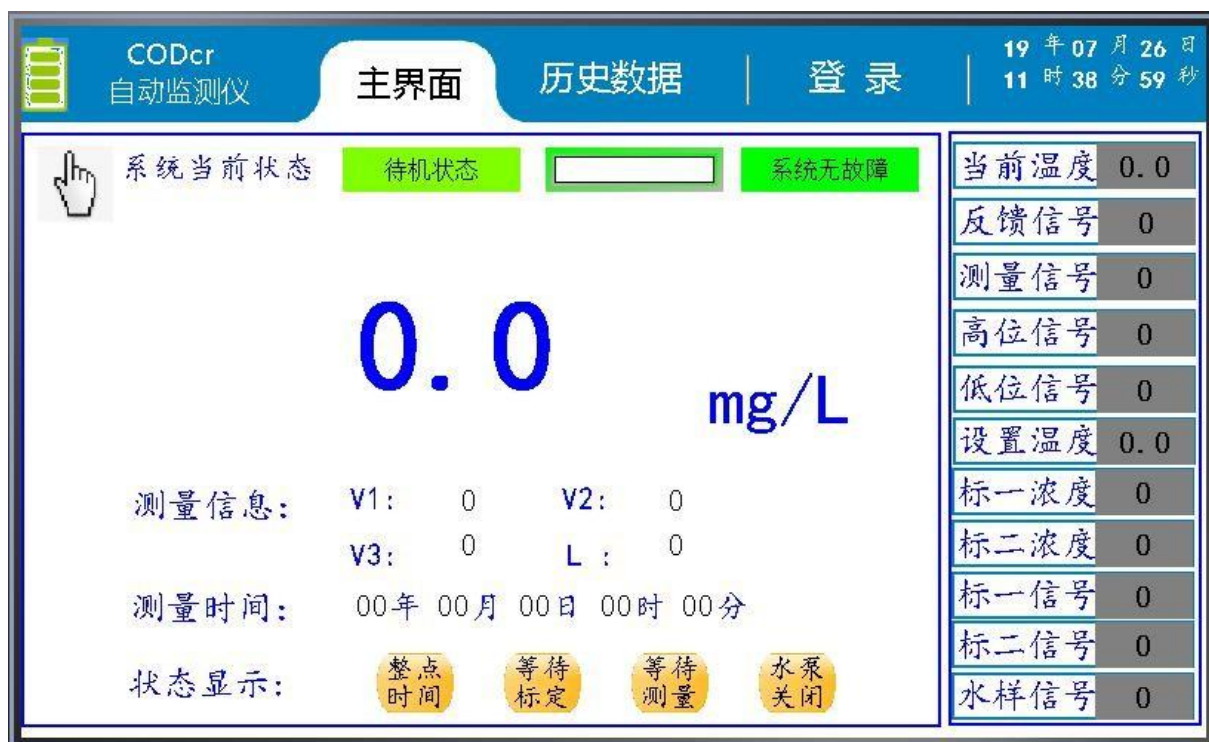 CODcr
自动监测仪
主界面
历史数据
登 录
19 年 07 月 26 日
11 时 38 分 59 秒
系统当前状态 待机状态 系统无故障
0.0 mg/L
测量信息: V1: 0 V2: 0
V3: 0 L : 0
测量时间: 00年 00月 00日 00时 00分
状态显示:
整点
时间
等待
标定
等待
测量
水泵
关闭
当前温度 0.0
反馈信号 0
测量信号 0
高位信号 0
低位信号 0
设置温度 0.0
标一浓度 0
标二浓度 0
标一信号 0
标二信号 0
水样信号 0